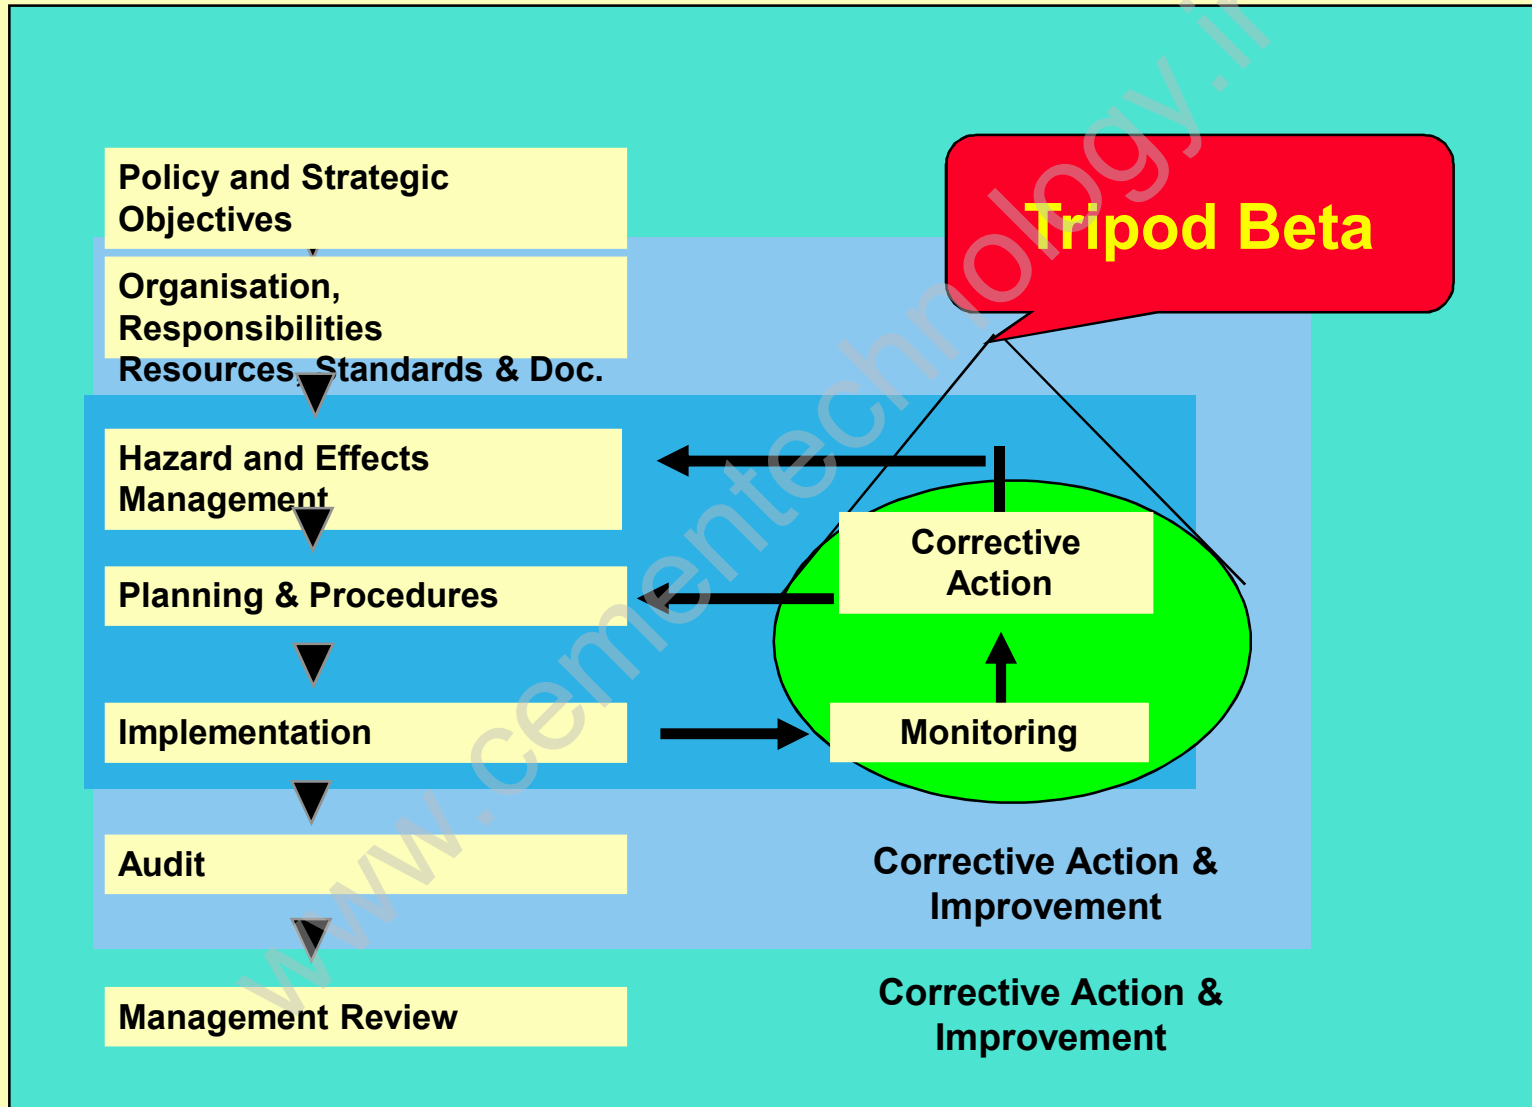 Policy and Strategic
Objectives
Organisation,
Responsibilities
Resources, Standards & Doc.
Hazard and Effects
Management
Planning & Procedures
Implementation
Audit
Management Review
Tripod Beta
Corrective
Action
Monitoring
Corrective Action &
Improvement
Corrective Action &
Improvement
www.cementechnology.ir